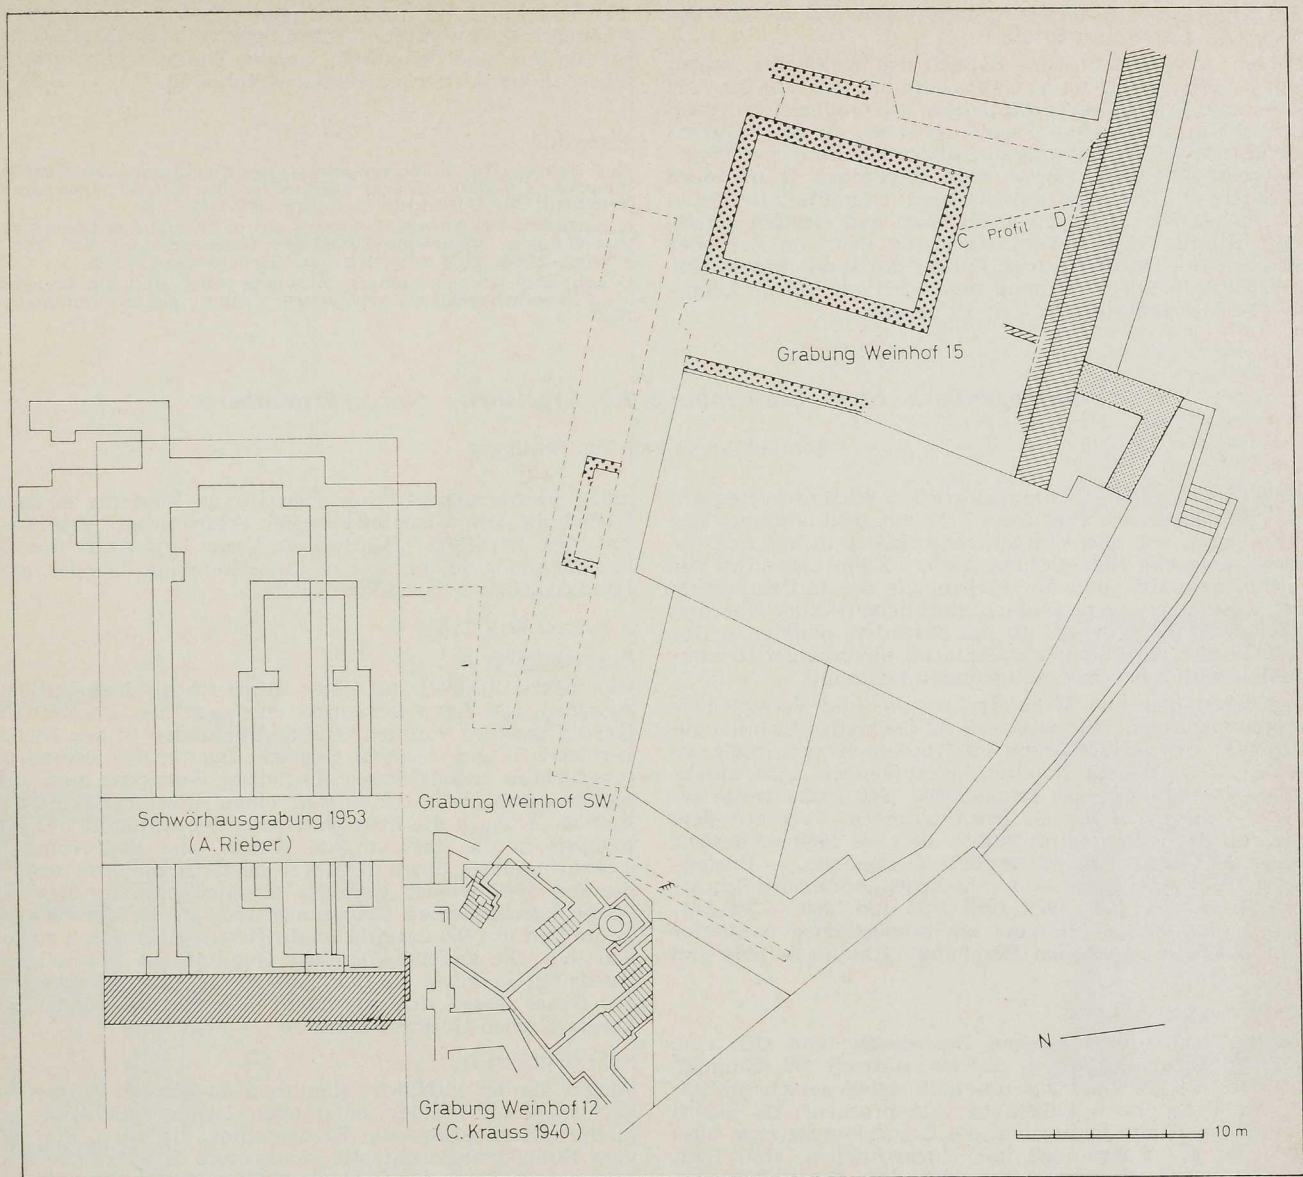 C Profil D
Grabung Weinhof 15
Grabung Weinhof SW
Schwörhausgrabung 1953
(A. Rieber)
N
Grabung Weinhof 12
( C. Krauss 1940 )
10 m